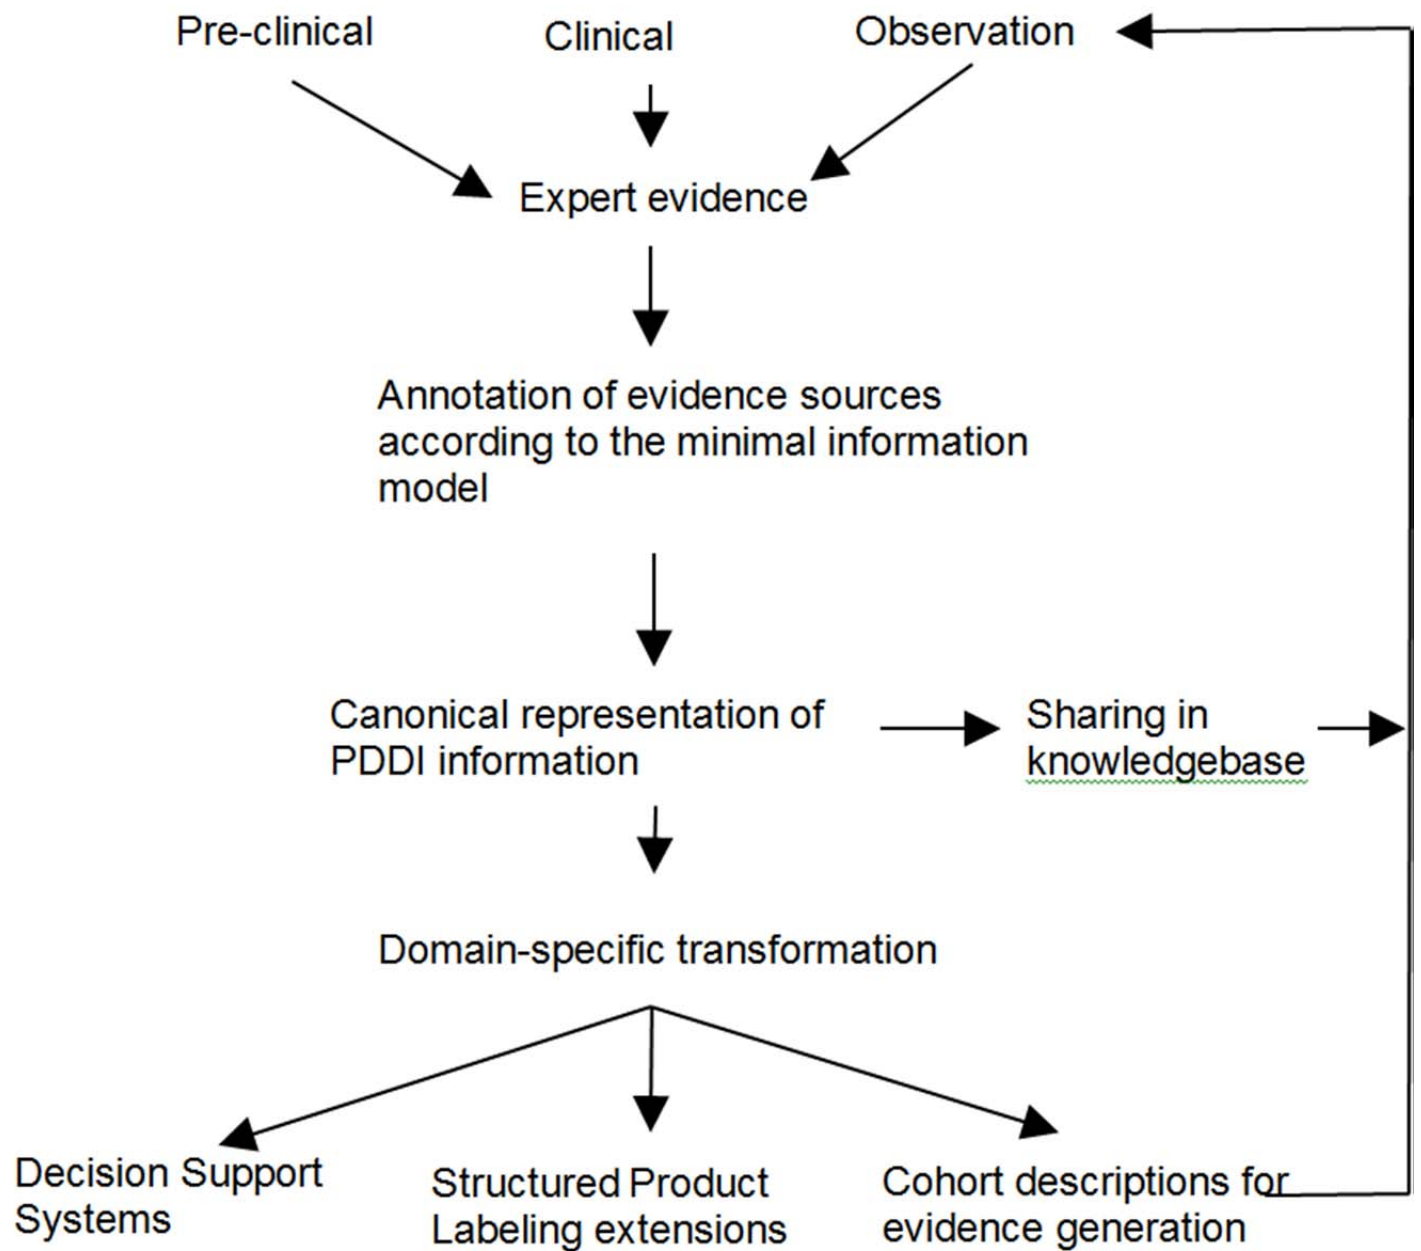 Pre-clinical
Clinical
Observation
Expert evidence
Annotation of evidence sources
according to the minimal information
model
Canonical representation of
PDDI information
Sharing in
knowledgebase
Domain-specific transformation
Decision Support
Systems
Structured Product
Labeling extensions
Cohort descriptions for
evidence generation